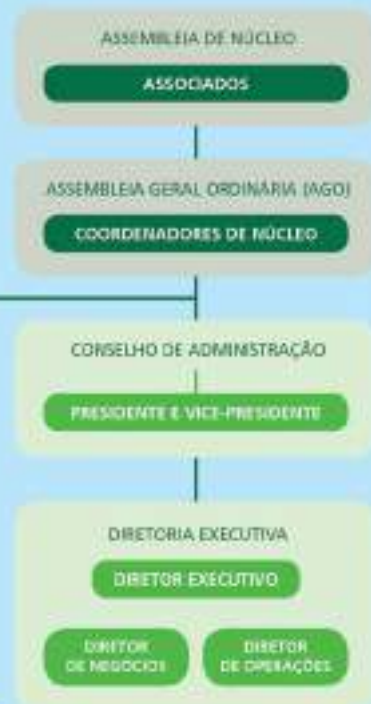 ASSEMBLEIA DE NÚCLEO
ASSOCIADOS
ASSEMBLEIA GERAL ORDINÁRIA (AGO)
COORDENADORES DE NÚCLEO
CONSELHO DE ADMINISTRAÇÃO
PRESIDENTE E VICE-PRESIDENTE
DIRETORIA EXECUTIVA
DIRETOR EXECUTIVO
DIRETOR
DE NEGÓCIOS
DIRETOR
DE OPERAÇÕES